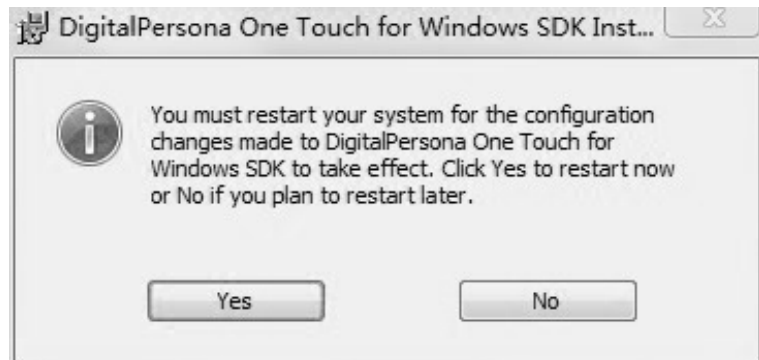 DigitalPersona One Touch for Windows SDK Inst...
You must restart your system for the configuration
changes made to DigitalPersona One Touch for
Windows SDK to take effect. Click Yes to restart now
or No if you plan to restart later.
Yes
No